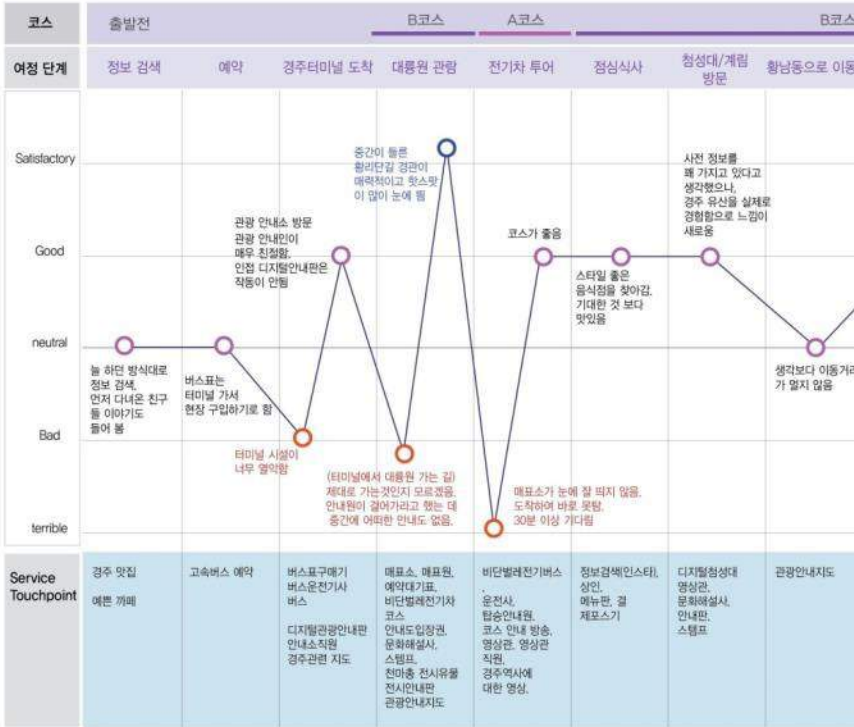 코스
출발전
B코스
A코스
B코스
여정 단계
정보 검색
예약
경주터미널 도착
대릉원 관람
전기차 투어
점심식사
첨성대/계림
방문
황남동으로 이동
Satisfactory
Good
neutral
Bad
terrible
늘 하던 방식대로
정보 검색,
먼저 다녀온 친구
들 이야기도
들어 봄
버스표는
터미널 가서
현장 구입하기로 함
터미널 시설이
너무 열악함
관광 안내소 방문
관광 안내인이
매우 친절함,
인접 디지털안내판은
작동이 안됨
(터미널에서 대릉원 가는 길)
제대로 가는것인지 모르겠음.
안내원이 걸어가라고 했는 데
중간에 어떠한 안내도 없음.
중간이 들른
황리단길 경관이
매력적이고 핫스팟
이 많이 눈에 띔
매표소가 눈에 잘 띄지 않음.
도착하여 바로 못탐.
30분 이상 기다림
코스가 좋음
스타일 좋은
음식점을 찾아감.
기대한 것 보다
맛있음
사전 정보를
꽤 가지고 있다고
생각했으나,
경주 유산을 실제로
경험함으로 느낌이
새로움
생각보다 이동거리
가 멀지 않음
Service
Touchpoint
경주 맛집
예쁜 까페
고속버스 예약
버스표구매기
버스운전기사
버스
디지털관광안내판
안내소직원
경주관련 지도
매표소, 매표원,
예약대기표,
비단벌레전기차
코스
안내도입장권,
문화해설사,
스템프,
천마총 전시유물
전시안내판
관광안내지도
비단벌레전기버스
,
운전사,
탑승안내원,
코스 안내 방송,
영상관, 영상관
직원,
경주역사에
대한 영상,
정보검색(인스타),
상인,
메뉴판, 결
제포스기
디지털첨성대
영상관,
문화해설사,
안내판,
스템프
관광안내지도